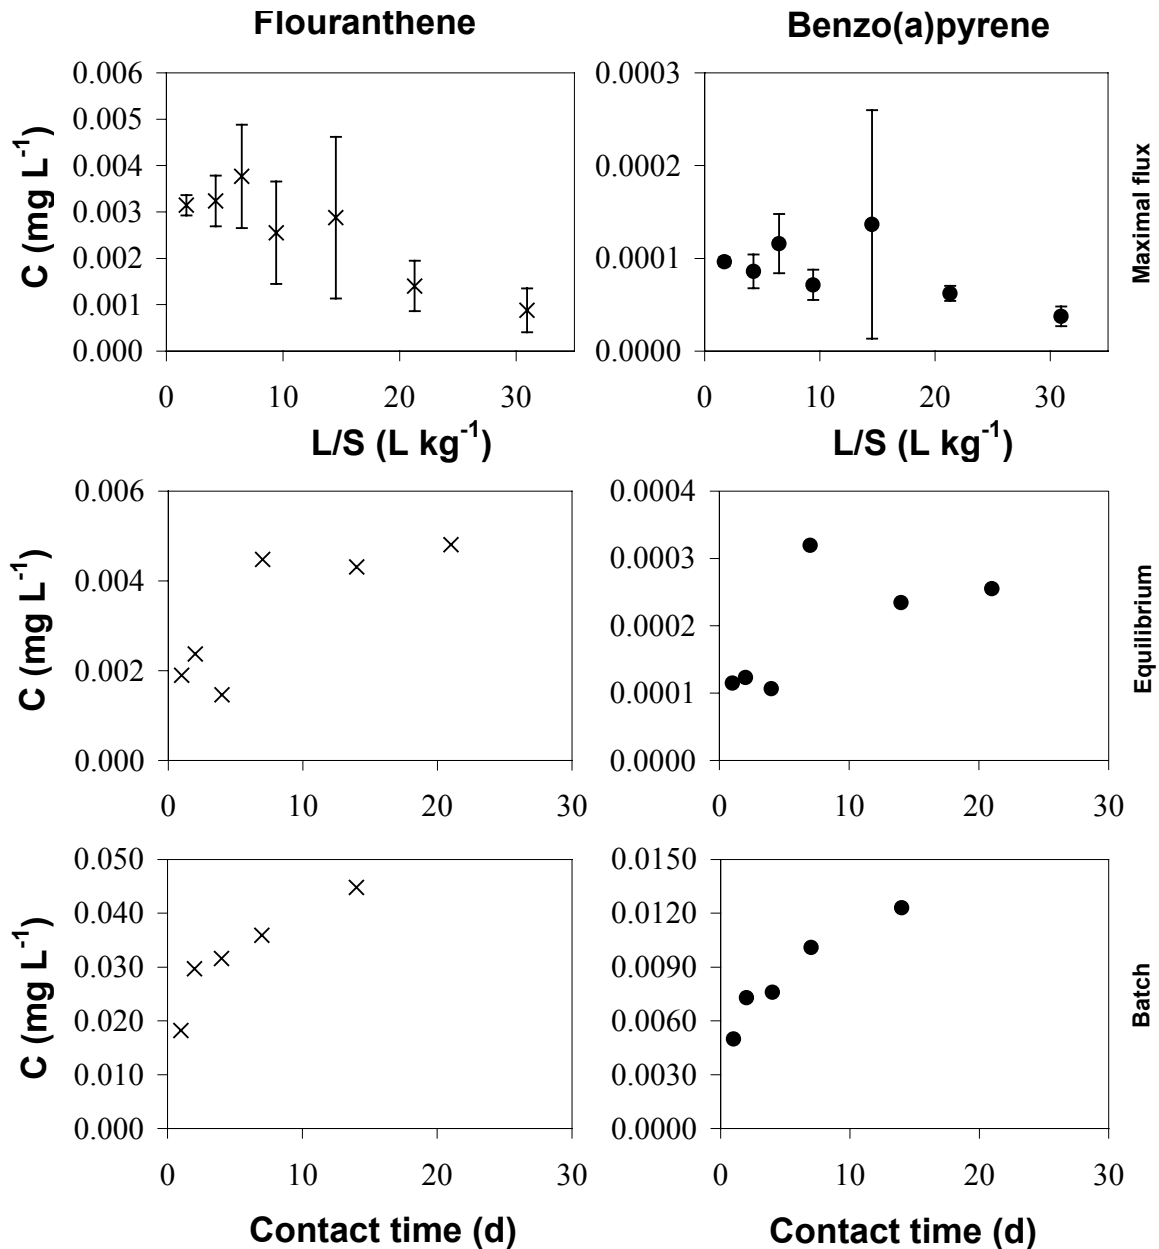 Flouranthene
Benzo(a)pyrene
0.006
0.005
0.004
0.003
0.002
0.001
0.000
C (mg L⁻¹)
0 10 20 30
L/S (L kg⁻¹)
0.0003
0.0002
0.0001
0.0000
0 10 20 30
L/S (L kg⁻¹)
Maximal flux
0.006
0.004
0.002
0.000
C (mg L⁻¹)
0 10 20 30
0.0004
0.0003
0.0002
0.0001
0.0000
0 10 20 30
Equilibrium
0.050
0.040
0.030
0.020
0.010
0.000
C (mg L⁻¹)
0 10 20 30
Contact time (d)
0.0150
0.0120
0.0090
0.0060
0.0030
0.0000
0 10 20 30
Contact time (d)
Batch